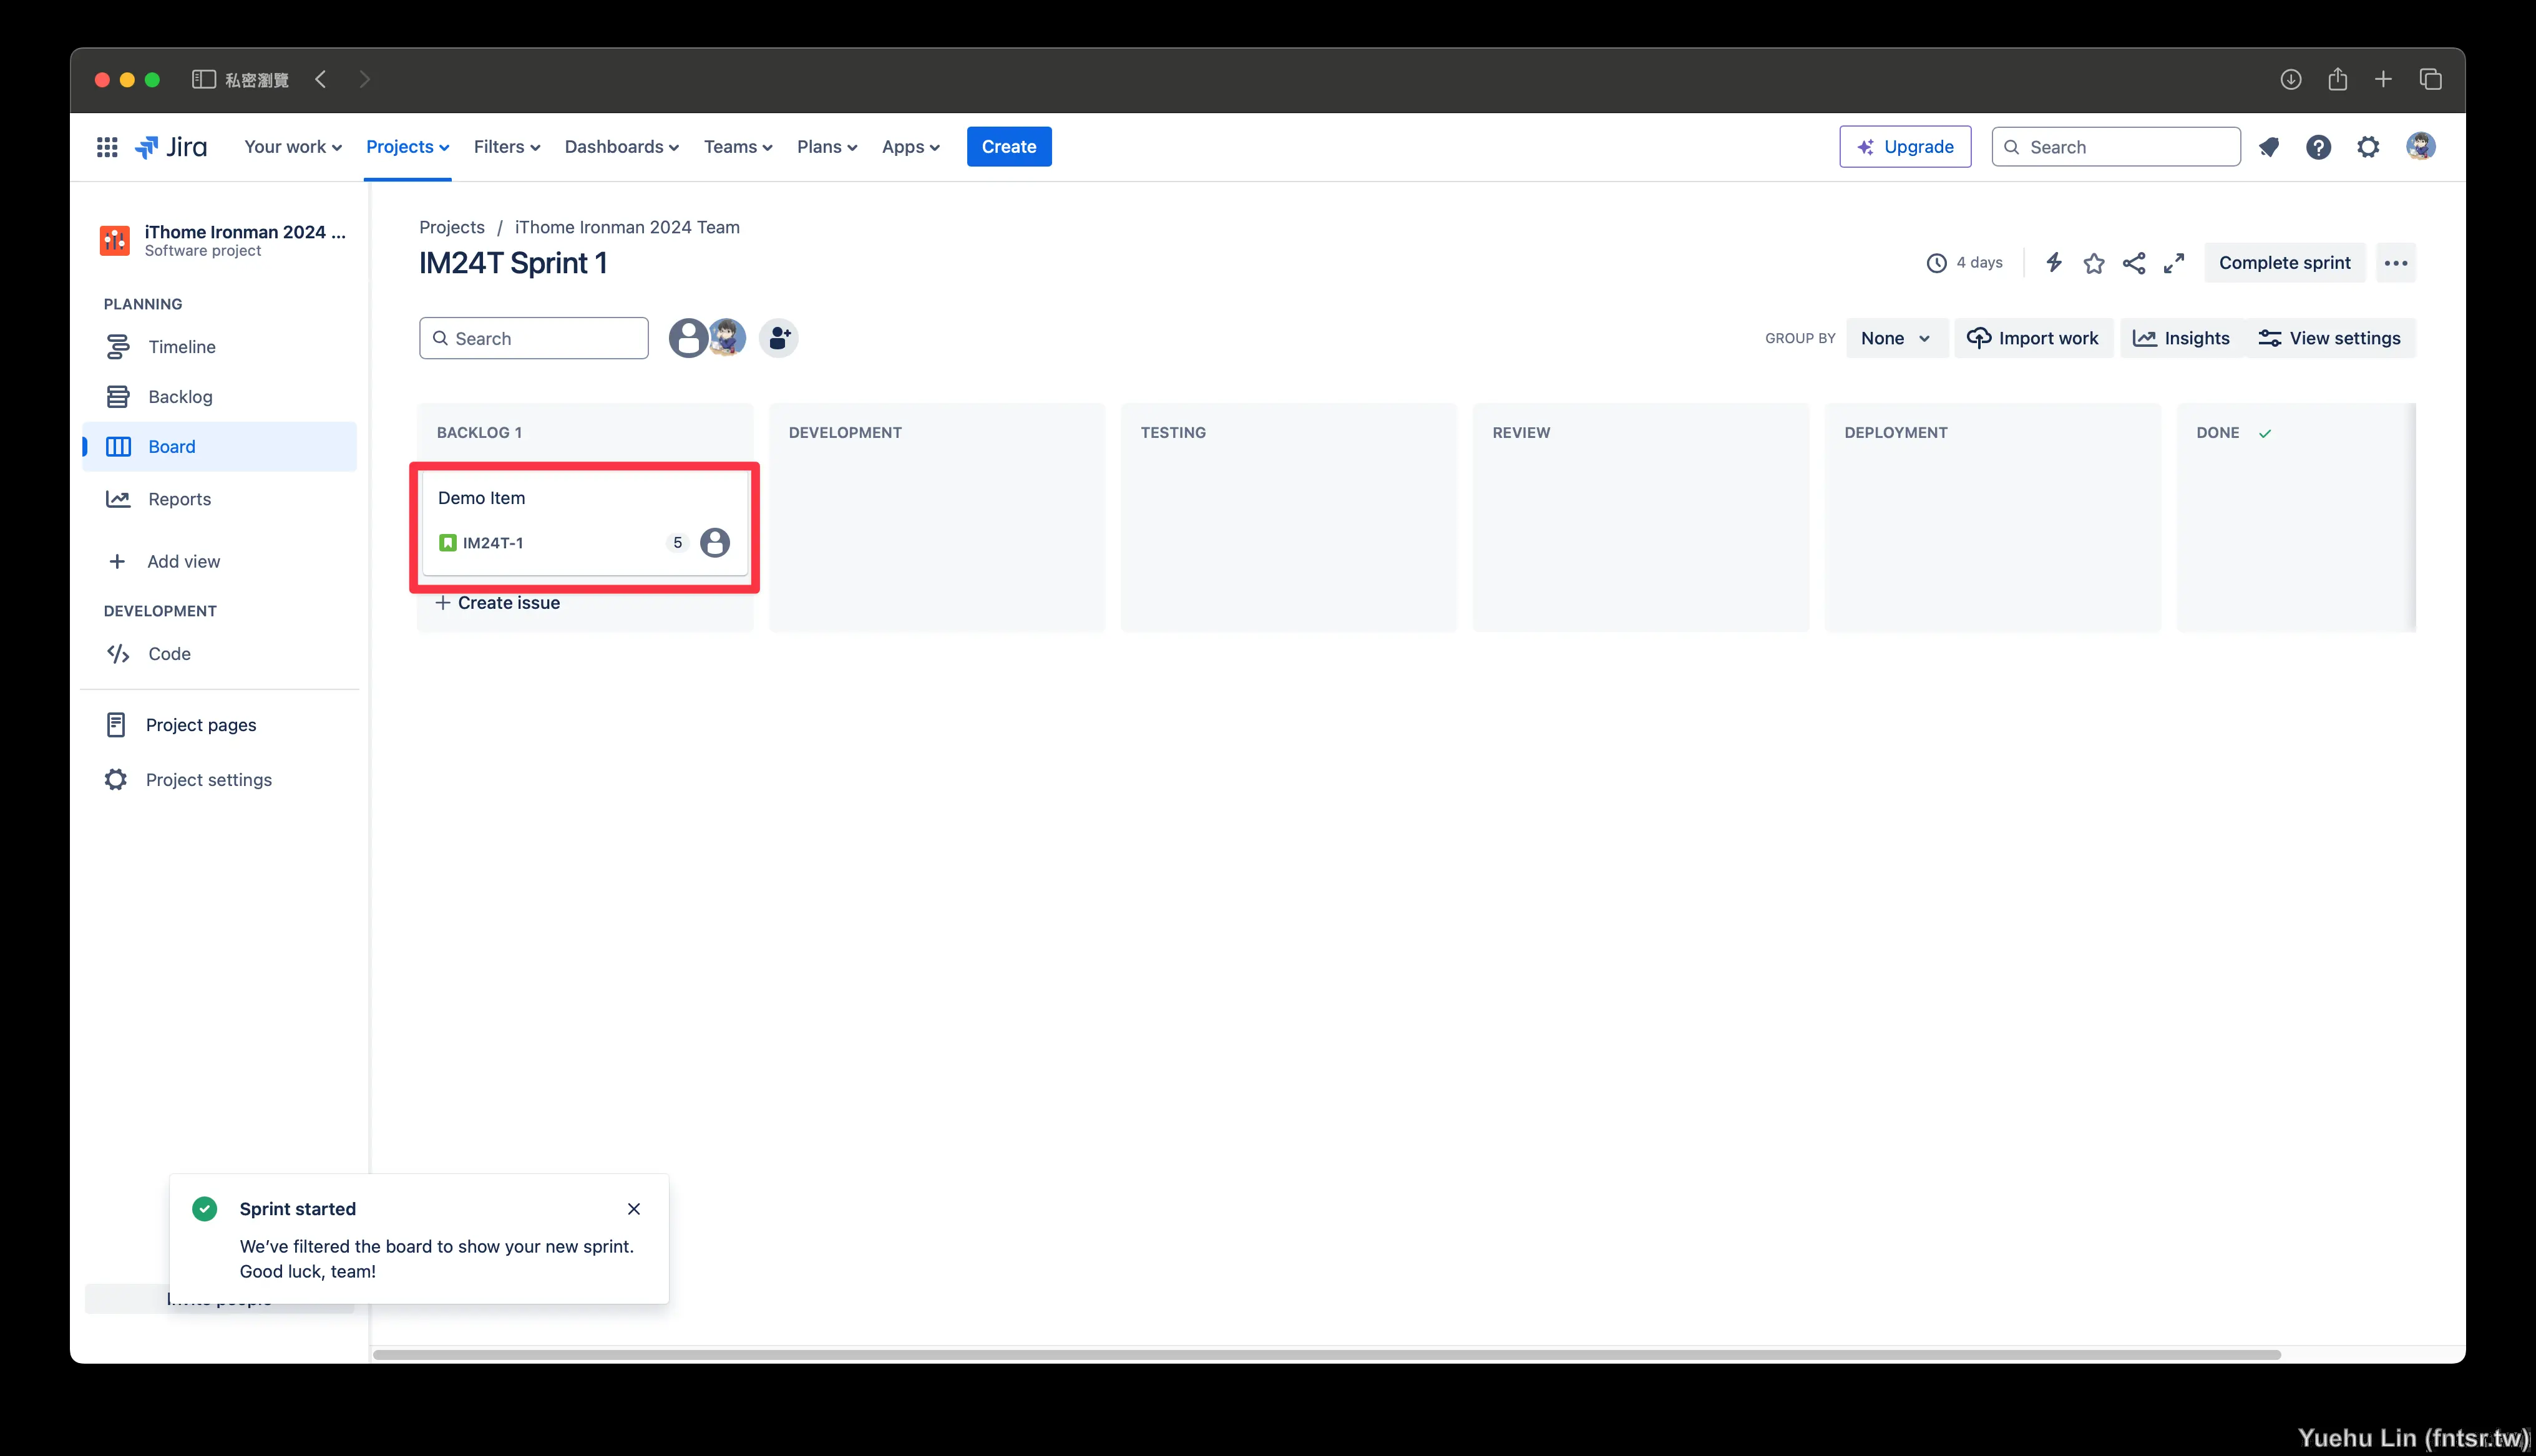 私密瀏覽
Jira
Your work
Projects
Filters
Dashboards
Teams
Plans
Apps
Create
Upgrade
Search
iThome Ironman 2024 ...
Software project
PLANNING
Timeline
Backlog
Board
Reports
Add view
DEVELOPMENT
Code
Project pages
Project settings
Projects / iThome Ironman 2024 Team
IM24T Sprint 1
4 days
Complete sprint
Search
GROUP BY
None
Import work
Insights
View settings
BACKLOG 1
DEVELOPMENT
TESTING
REVIEW
DEPLOYMENT
DONE
Demo Item
IM24T-1
5
Create issue
Sprint started
We've filtered the board to show your new sprint.
Good luck, team!
Yuehu Lin (fntsr.tw)